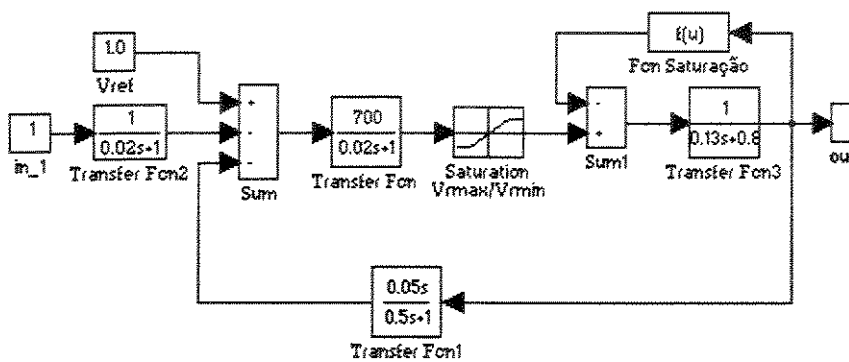 f(u)
Fcn Saturação
1.0
Vref
1
in_1
1
0.02s+1
Transfer Fcn2
+
-
-
Sum
700
0.02s+1
Transfer Fcn
Saturation
Vrmax/Vrmin
-
+
Sum1
1
0.13s+0.8
Transfer Fcn3
ou
0.05s
0.5s+1
Transfer Fcn1